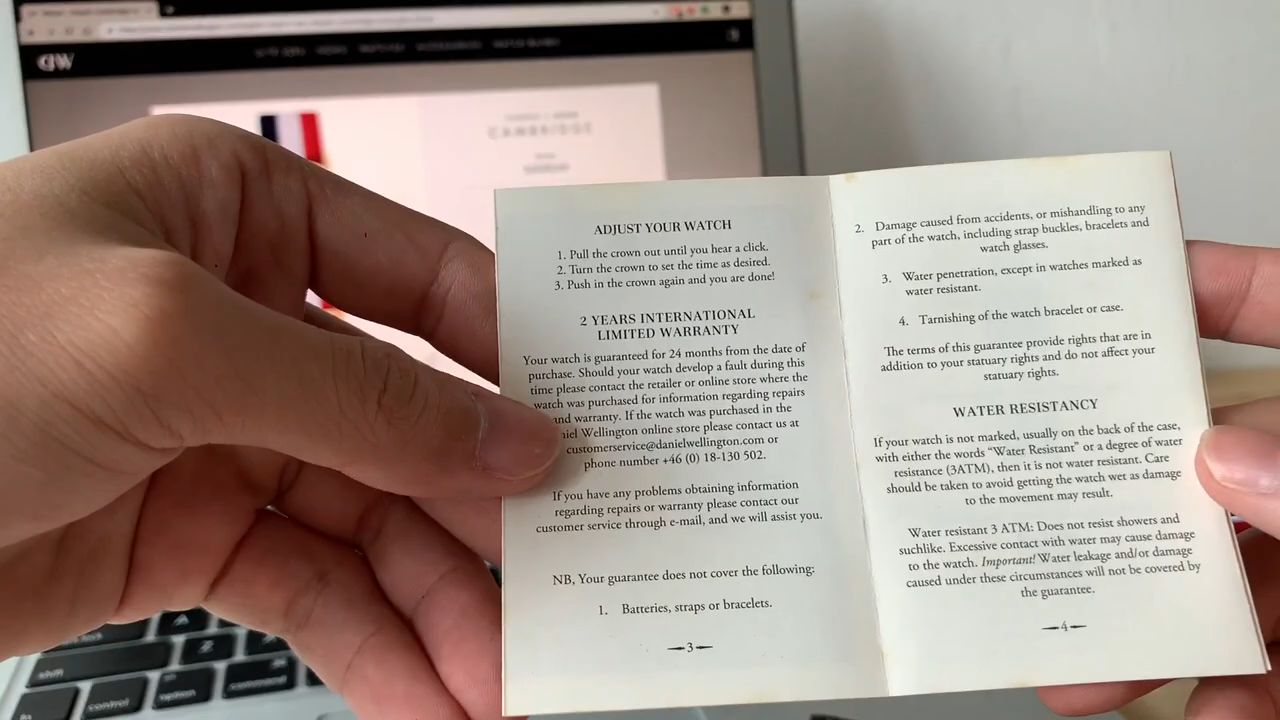 DW
CAMBRIDGE
ADJUST YOUR WATCH
1. Pull the crown out until you hear a click.
2. Turn the crown to set the time as desired.
3. Push in the crown again and you are done!
2 YEARS INTERNATIONAL
LIMITED WARRANTY
Your watch is guaranteed for 24 months from the date of
purchase. Should your watch develop a fault during this
time please contact the retailer or online store where the
watch was purchased for information regarding repairs
and warranty. If the watch was purchased in the
niel Wellington online store please contact us at
customerservice@danielwellington.com or
phone number +46 (0) 18-130 502.
If you have any problems obtaining information
regarding repairs or warranty please contact our
customer service through e-mail, and we will assist you.
NB, Your guarantee does not cover the following:
1. Batteries, straps or bracelets.
3
2. Damage caused from accidents, or mishandling to any
part of the watch, including strap buckles, bracelets and
watch glasses.
3. Water penetration, except in watches marked as
water resistant.
4. Tarnishing of the watch bracelet or case.
The terms of this guarantee provide rights that are in
addition to your statuary rights and do not affect your
statuary rights.
WATER RESISTANCY
If your watch is not marked, usually on the back of the case,
with either the words “Water Resistant” or a degree of water
resistance (3ATM), then it is not water resistant. Care
should be taken to avoid getting the watch wet as damage
to the movement may result.
Water resistant 3 ATM: Does not resist showers and
suchlike. Excessive contact with water may cause damage
to the watch. Important! Water leakage and/or damage
caused under these circumstances will not be covered by
the guarantee.
4
shift
Z
control
option
command